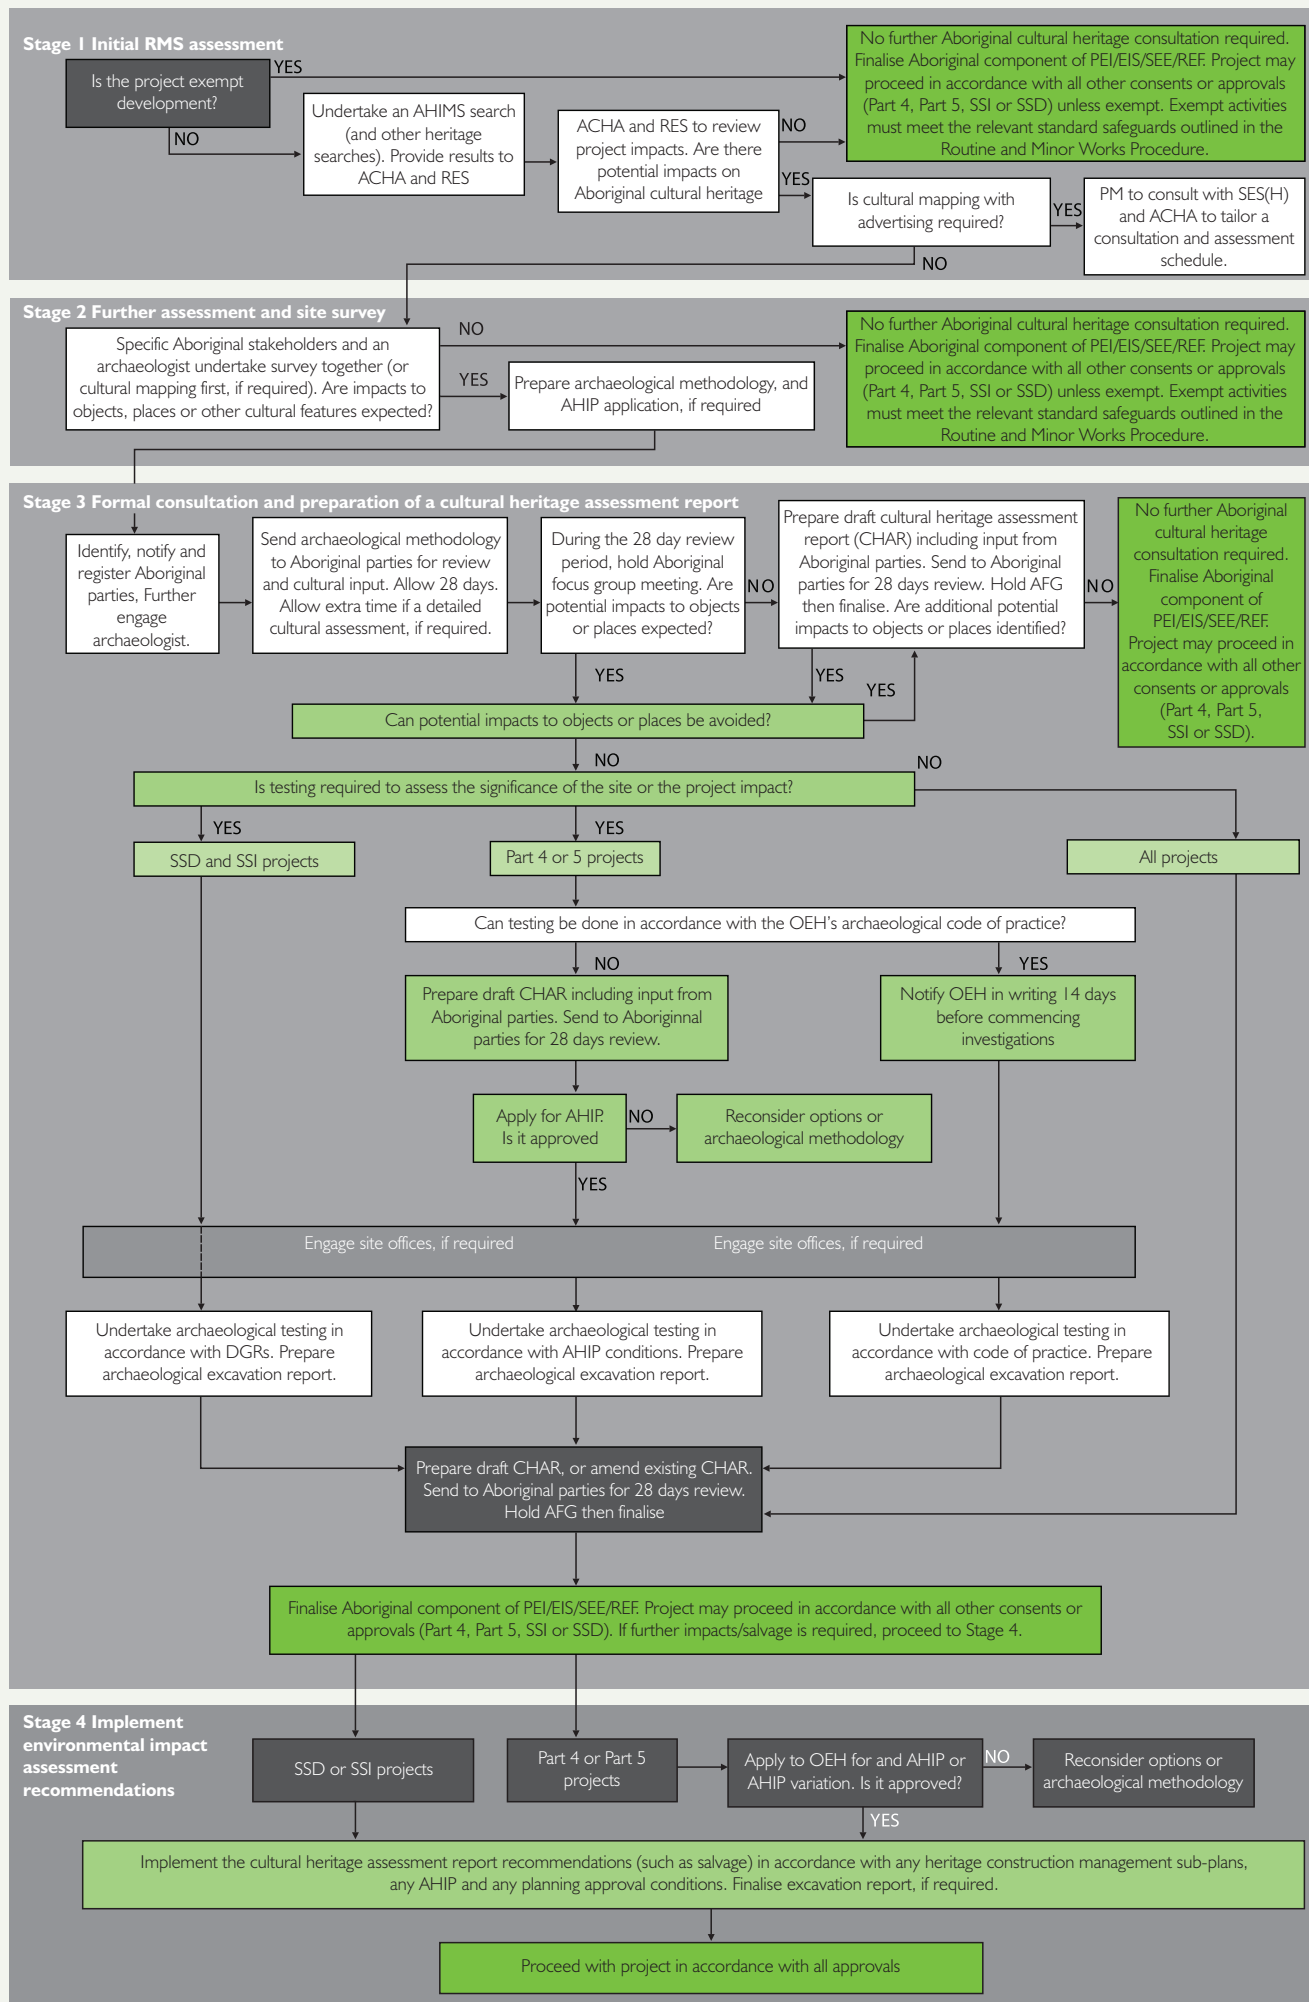 Stage 1 Initial RMS assessment
Is the project exempt
development?
YES
NO
Undertake an AHIMS search
(and other heritage
searches). Provide results to
ACHA and RES
ACHA and RES to review
project impacts. Are there
potential impacts on
Aboriginal cultural heritage
NO
YES
No further Aboriginal cultural heritage consultation required.
Finalise Aboriginal component of PEI/EIS/SEE/REF. Project may
proceed in accordance with all other consents or approvals
(Part 4, Part 5, SSI or SSD) unless exempt. Exempt activities
must meet the relevant standard safeguards outlined in the
Routine and Minor Works Procedure.
Is cultural mapping with
advertising required?
YES
NO
PM to consult with SES(H)
and ACHA to tailor a
consultation and assessment
schedule.
Stage 2 Further assessment and site survey
Specific Aboriginal stakeholders and an
archaeologist undertake survey together (or
cultural mapping first, if required). Are impacts to
objects, places or other cultural features expected?
NO
YES
Prepare archaeological methodology, and
AHIP application, if required
No further Aboriginal cultural heritage consultation required.
Finalise Aboriginal component of PEI/EIS/SEE/REF. Project may
proceed in accordance with all other consents or approvals
(Part 4, Part 5, SSI or SSD) unless exempt. Exempt activities
must meet the relevant standard safeguards outlined in the
Routine and Minor Works Procedure.
Stage 3 Formal consultation and preparation of a cultural heritage assessment report
Identify, notify and
register Aboriginal
parties, Further
engage
archaeologist.
Send archaeological methodology
to Aboriginal parties for review
and cultural input. Allow 28 days.
Allow extra time if a detailed
cultural assessment, if required.
During the 28 day review
period, hold Aboriginal
focus group meeting. Are
potential impacts to objects
or places expected?
NO
YES
Prepare draft cultural heritage assessment
report (CHAR) including input from
Aboriginal parties. Send to Aboriginal
parties for 28 days review. Hold AFG
then finalise. Are additional potential
impacts to objects or places identified?
NO
YES
YES
No further Aboriginal
cultural heritage
consultation required.
Finalise Aboriginal
component of
PEI/EIS/SEE/REF.
Project may proceed in
accordance with all other
consents or approvals
(Part 4, Part 5,
SSI or SSD).
Can potential impacts to objects or places be avoided?
NO
Is testing required to assess the significance of the site or the project impact?
NO
YES
YES
SSD and SSI projects
Part 4 or 5 projects
All projects
Can testing be done in accordance with the OEH's archaeological code of practice?
NO
YES
Prepare draft CHAR including input from
Aboriginal parties. Send to Aboriginnal
parties for 28 days review.
Notify OEH in writing 14 days
before commencing
investigations
Apply for AHIP.
Is it approved
NO
YES
Reconsider options or
archaeological methodology
Engage site offices, if required
Engage site offices, if required
Undertake archaeological testing in
accordance with DGRs. Prepare
archaeological excavation report.
Undertake archaeological testing in
accordance with AHIP conditions. Prepare
archaeological excavation report.
Undertake archaeological testing in
accordance with code of practice. Prepare
archaeological excavation report.
Prepare draft CHAR, or amend existing CHAR.
Send to Aboriginal parties for 28 days review.
Hold AFG then finalise
Finalise Aboriginal component of PEI/EIS/SEE/REF. Project may proceed in accordance with all other consents or
approvals (Part 4, Part 5, SSI or SSD). If further impacts/salvage is required, proceed to Stage 4.
Stage 4 Implement
environmental impact
assessment
recommendations
SSD or SSI projects
Part 4 or Part 5
projects
Apply to OEH for and AHIP or
AHIP variation. Is it approved?
NO
YES
Reconsider options or
archaeological methodology
Implement the cultural heritage assessment report recommendations (such as salvage) in accordance with any heritage construction management sub-plans,
any AHIP and any planning approval conditions. Finalise excavation report, if required.
Proceed with project in accordance with all approvals